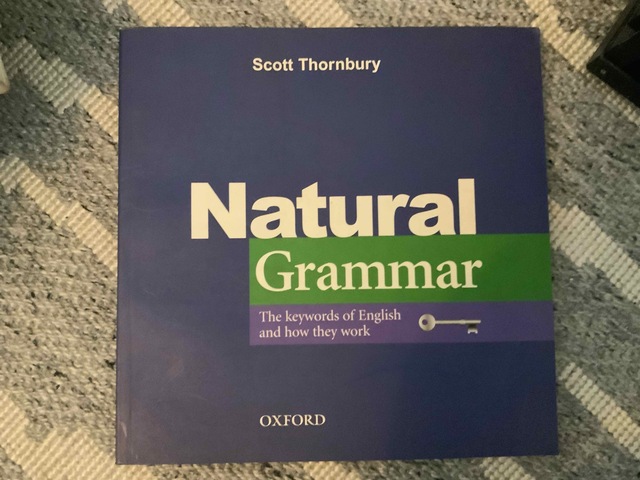 Scott Thornbury
Natural
Grammar
The keywords of English
and how they work
OXFORD